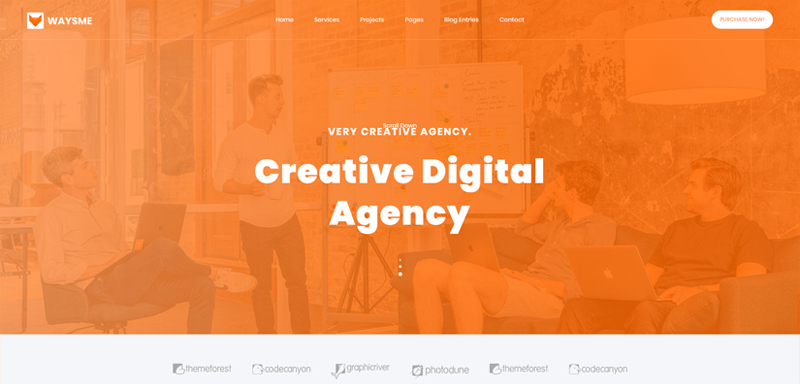 WAYSME
Home Services Projects Pages Blog Entries Contact
PURCHASE NOW!
Scroll Down
VERY CREATIVE AGENCY.
Creative Digital
Agency
themeforest codecanyon graphicriver photodune themeforest codecanyon